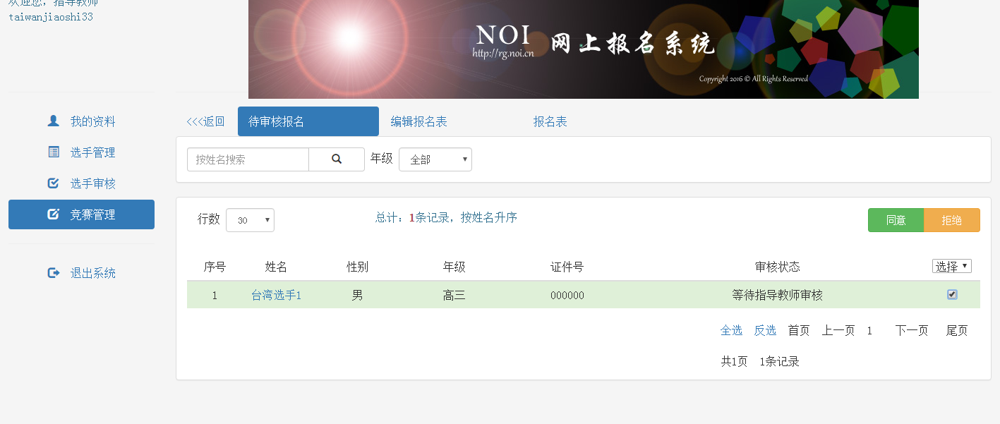 欢迎您，指导教师
taiwanjiaoshi33
NOI 网上报名系统
http://rg.noi.cn
Copyright 2016 © All Rights Reserved
我的资料
选手管理
选手审核
竞赛管理
退出系统
<<<返回 待审核报名 编辑报名表 报名表
按姓名搜索 年级 全部
行数 30 总计：1条记录，按姓名升序 同意 拒绝
序号 姓名 性别 年级 证件号 审核状态 选择
1 台湾选手1 男 高三 000000 等待指导教师审核
全选 反选 首页 上一页 1 下一页 尾页
共1页 1条记录